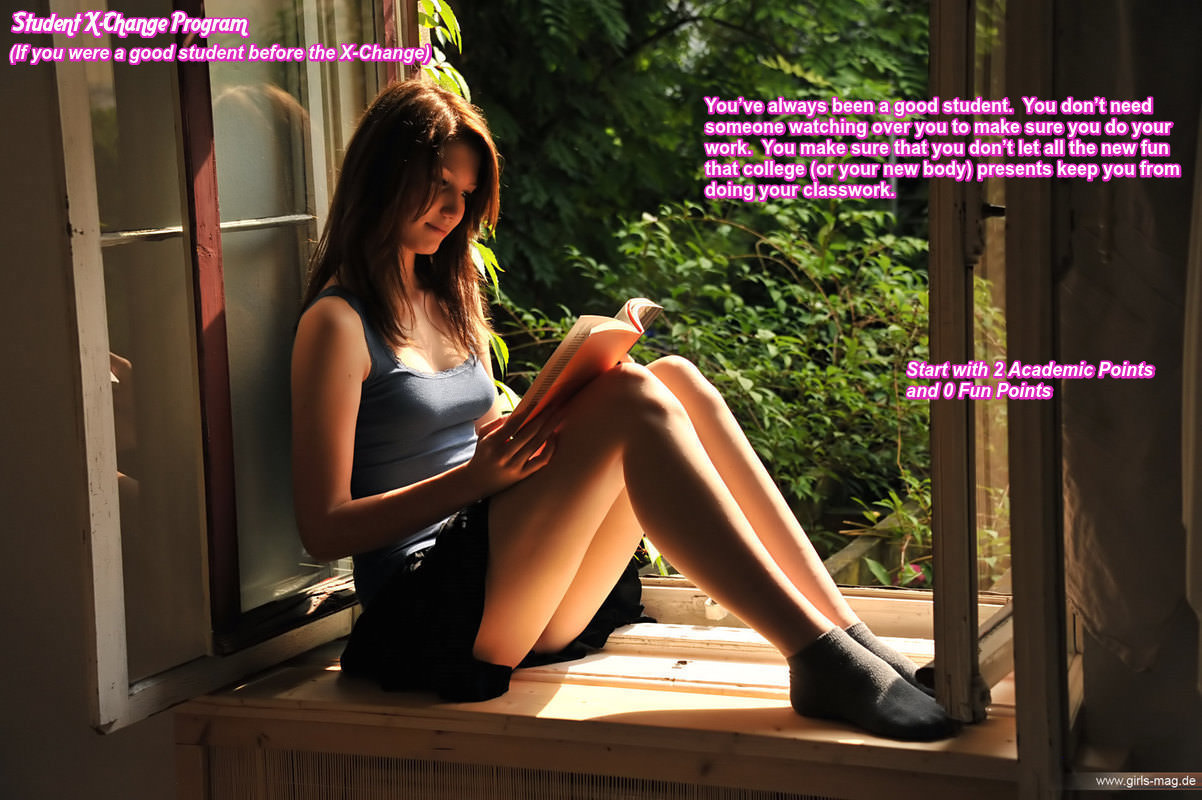 Student X-Change Program
(If you were a good student before the X-Change)
You’ve always been a good student.  You don’t need
someone watching over you to make sure you do your
work.  You make sure that you don’t let all the new fun
that college (or your new body) presents keep you from
doing your classwork.
Start with 2 Academic Points
and 0 Fun Points
www.girls-mag.de